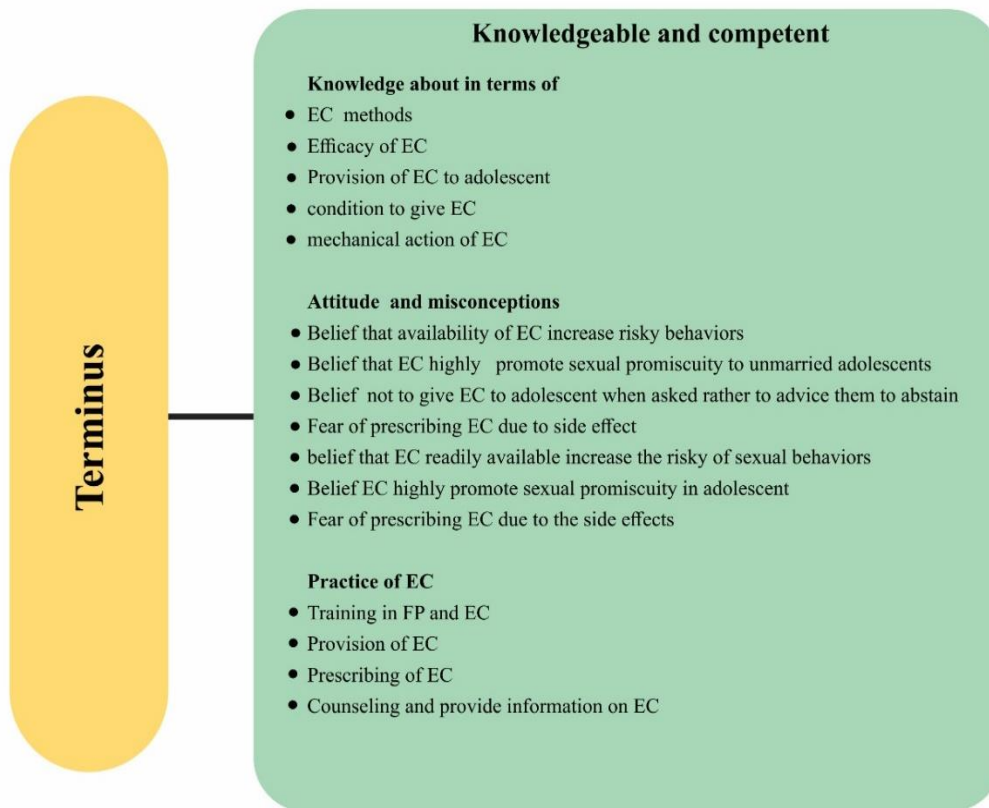 Terminus
Knowledgeable and competent
Knowledge about in terms of
• EC methods
• Efficacy of EC
• Provision of EC to adolescent
• condition to give EC
• mechanical action of EC
Attitude and misconceptions
• Belief that availability of EC increase risky behaviors
• Belief that EC highly promote sexual promiscuity to unmarried adolescents
• Belief not to give EC to adolescent when asked rather to advice them to abstain
• Fear of prescribing EC due to side effect
• belief that EC readily available increase the risky of sexual behaviors
• Belief EC highly promote sexual promiscuity in adolescent
• Fear of prescribing EC due to the side effects
Practice of EC
• Training in FP and EC
• Provision of EC
• Prescribing of EC
• Counseling and provide information on EC